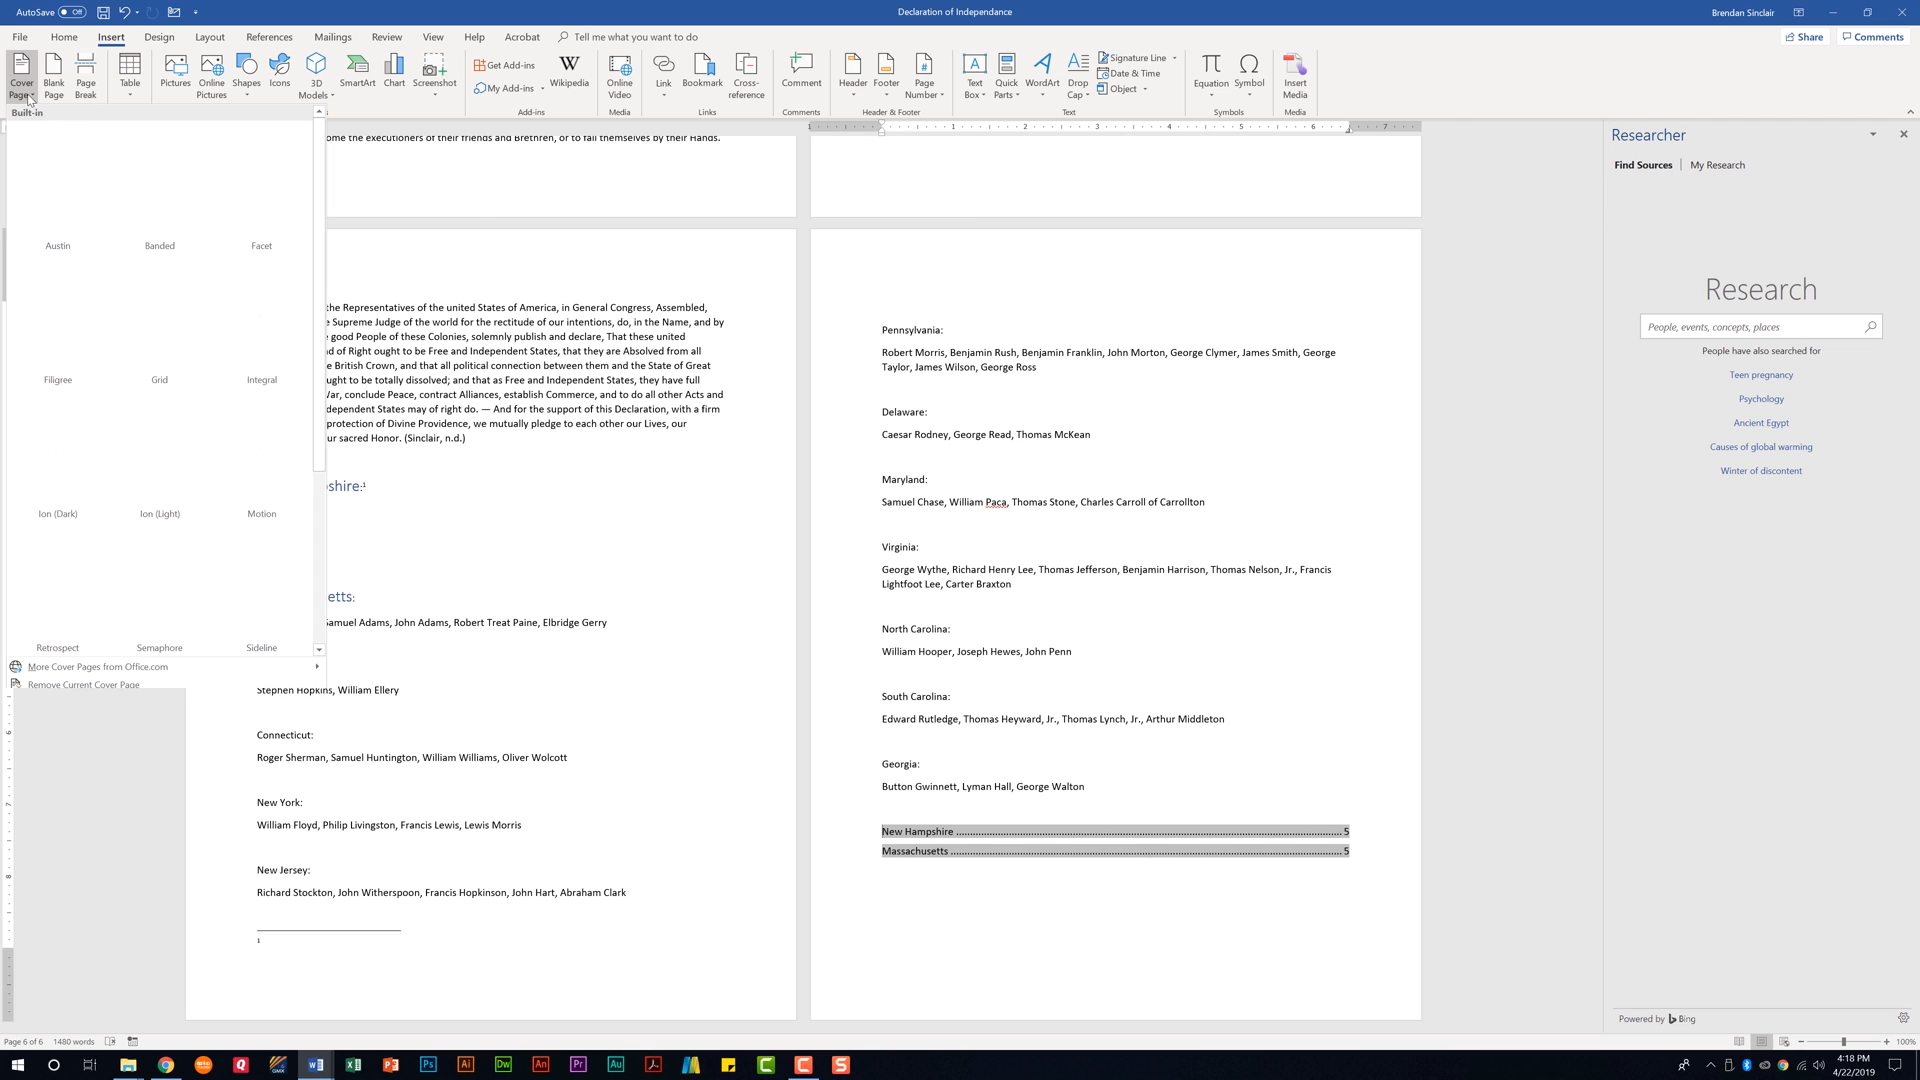 AutoSave Off
Declaration of Independance
Brendan Sinclair
File Home Insert Design Layout References Mailings Review View Help Acrobat Tell me what you want to do
Share Comments
Cover Page
Blank Page
Page Break
Table
Pictures
Online Pictures
Shapes
Icons
3D Models
SmartArt
Chart
Screenshot
Get Add-ins
My Add-ins
Wikipedia
Online Video
Link
Bookmark
Cross-reference
Comment
Header
Footer
Page Number
Text Box
Quick Parts
WordArt
Drop Cap
Signature Line
Date & Time
Object
Equation
Symbol
Insert Media
Add-ins Media Links Comments Header & Footer Text Symbols Media
Built-in
Austin Banded Facet
Filigree Grid Integral
Ion (Dark) Ion (Light) Motion
Retrospect Semaphore Sideline
More Cover Pages from Office.com
Remove Current Cover Page
ome the executioners of their friends and Brethren, or to fall themselves by their Hands.
the Representatives of the united States of America, in General Congress, Assembled,
e Supreme Judge of the world for the rectitude of our intentions, do, in the Name, and by
good People of these Colonies, solemnly publish and declare, That these united
d of Right ought to be Free and Independent States, that they are Absolved from all
e British Crown, and that all political connection between them and the State of Great
ught to be totally dissolved; and that as Free and Independent States, they have full
War, conclude Peace, contract Alliances, establish Commerce, and to do all other Acts and
dependent States may of right do. — And for the support of this Declaration, with a firm
protection of Divine Providence, we mutually pledge to each other our Lives, our
ur sacred Honor. (Sinclair, n.d.)
shire:1
etts:
Samuel Adams, John Adams, Robert Treat Paine, Elbridge Gerry
Stephen Hopkins, William Ellery
Connecticut:
Roger Sherman, Samuel Huntington, William Williams, Oliver Wolcott
New York:
William Floyd, Philip Livingston, Francis Lewis, Lewis Morris
New Jersey:
Richard Stockton, John Witherspoon, Francis Hopkinson, John Hart, Abraham Clark
1
1 1 2 3 4 5 6 7
Pennsylvania:
Robert Morris, Benjamin Rush, Benjamin Franklin, John Morton, George Clymer, James Smith, George
Taylor, James Wilson, George Ross
Delaware:
Caesar Rodney, George Read, Thomas McKean
Maryland:
Samuel Chase, William Paca, Thomas Stone, Charles Carroll of Carrollton
Virginia:
George Wythe, Richard Henry Lee, Thomas Jefferson, Benjamin Harrison, Thomas Nelson, Jr., Francis
Lightfoot Lee, Carter Braxton
North Carolina:
William Hooper, Joseph Hewes, John Penn
South Carolina:
Edward Rutledge, Thomas Heyward, Jr., Thomas Lynch, Jr., Arthur Middleton
Georgia:
Button Gwinnett, Lyman Hall, George Walton
New Hampshire ........ 5
Massachusetts ........ 5
Researcher
Find Sources | My Research
Research
People, events, concepts, places
People have also searched for
Teen pregnancy
Psychology
Ancient Egypt
Causes of global warming
Winter of discontent
Powered by Bing
6 7 8
Page 6 of 6 1480 words
100%
4:18 PM
4/22/2019